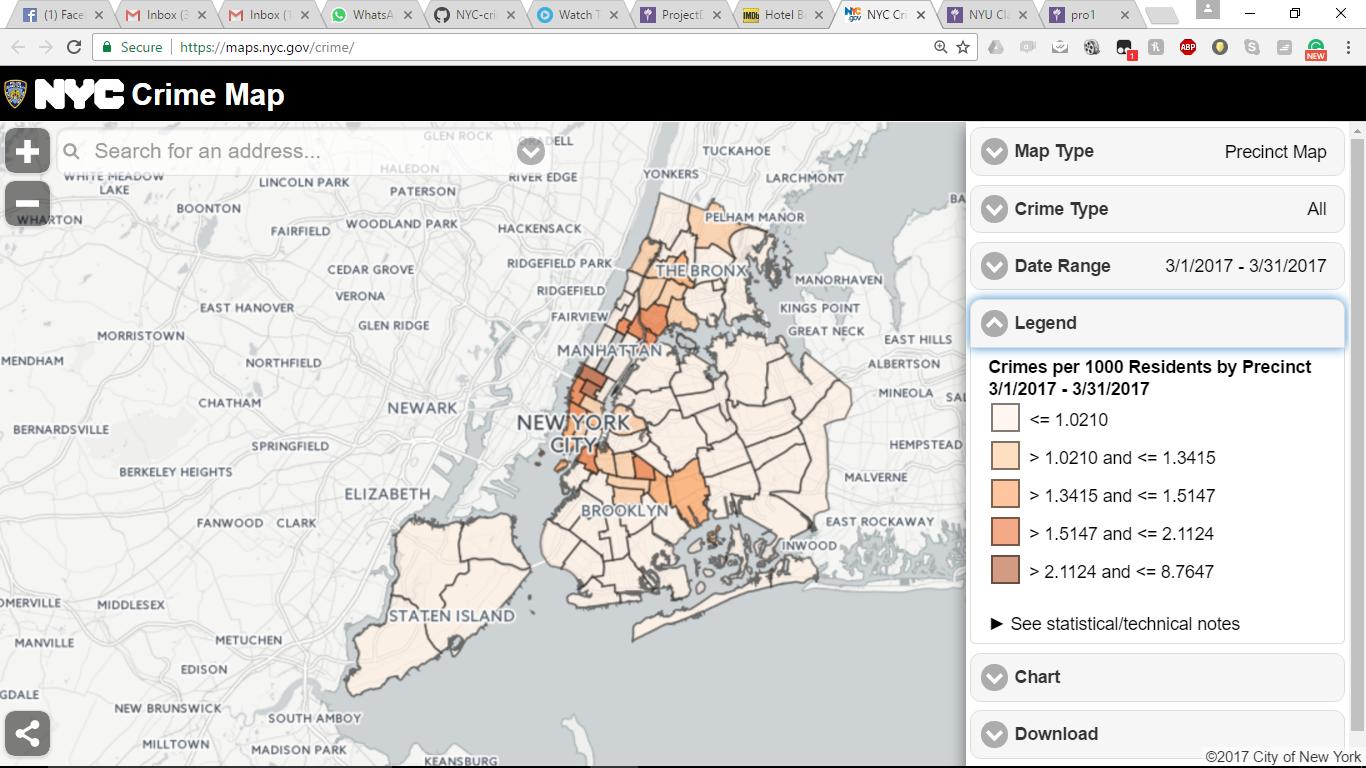 (1) Face
Inbox (3
Inbox (1
WhatsA
NYC-cri
Watch T
ProjectD
Hotel B
NYC Cri
NYU Cla
pro1
Secure
https://maps.nyc.gov/crime/
1
ABP
NEW
NYC Crime Map
Search for an address...
GLEN ROCK
TUCKAHOE
HALEDON
RIVER EDGE
YONKERS
LARCHMONT
WHITE MEADOW LAKE
LINCOLN PARK
PATERSON
WHARTON
BOONTON
WOODLAND PARK
FAIRFIELD
HACKENSACK
PELHAM MANOR
CEDAR GROVE
RIDGEFIELD PARK
THE BRONX
MANORHAVEN
VERONA
RIDGEFIELD
EAST HANOVER
KINGS POINT
GLEN RIDGE
FAIRVIEW
GREAT NECK
MORRISTOWN
EAST HILLS
MANHATTAN
MENDHAM
NORTHFIELD
ALBERTSON
CHATHAM
NEWARK
MINEOLA
BERNARDSVILLE
SPRINGFIELD
NEW YORK
CITY
HEMPSTEAD
BERKELEY HEIGHTS
MALVERNE
ELIZABETH
BROOKLYN
FANWOOD
CLARK
EAST ROCKAWAY
INWOOD
MIDDLESEX
STATEN ISLAND
MANVILLE
METUCHEN
EDISON
NEW BRUNSWICK
SOUTH AMBOY
MILLTOWN
MADISON PARK
KEANSBURG
Map Type
Precinct Map
Crime Type
All
Date Range
3/1/2017 - 3/31/2017
Legend
Crimes per 1000 Residents by Precinct
3/1/2017 - 3/31/2017
<= 1.0210
> 1.0210 and <= 1.3415
> 1.3415 and <= 1.5147
> 1.5147 and <= 2.1124
> 2.1124 and <= 8.7647
► See statistical/technical notes
Chart
Download
©2017 City of New York